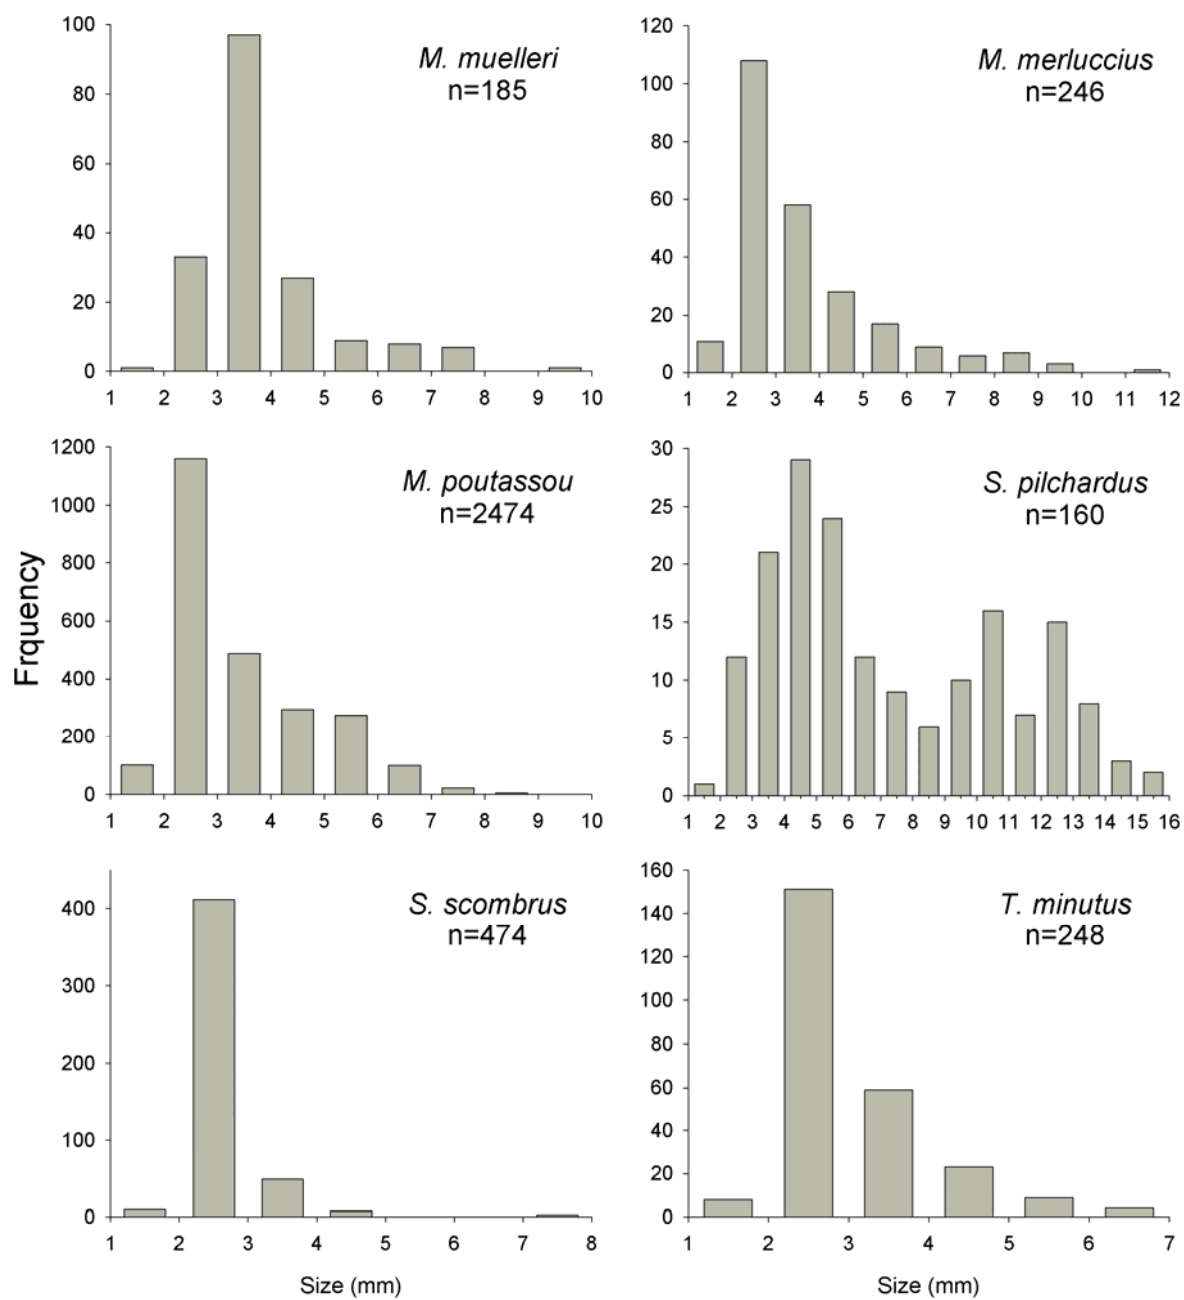 M. muelleri
n=185
100
80
60
40
20
0
1 2 3 4 5 6 7 8 9 10
M. merluccius
n=246
120
100
80
60
40
20
0
1 2 3 4 5 6 7 8 9 10 11 12
Frquency
M. poutassou
n=2474
1200
1000
800
600
400
200
0
1 2 3 4 5 6 7 8 9 10
S. pilchardus
n=160
30
25
20
15
10
5
0
1 2 3 4 5 6 7 8 9 10 11 12 13 14 15 16
S. scombrus
n=474
400
300
200
100
0
1 2 3 4 5 6 7 8
Size (mm)
T. minutus
n=248
160
140
120
100
80
60
40
20
0
1 2 3 4 5 6 7
Size (mm)